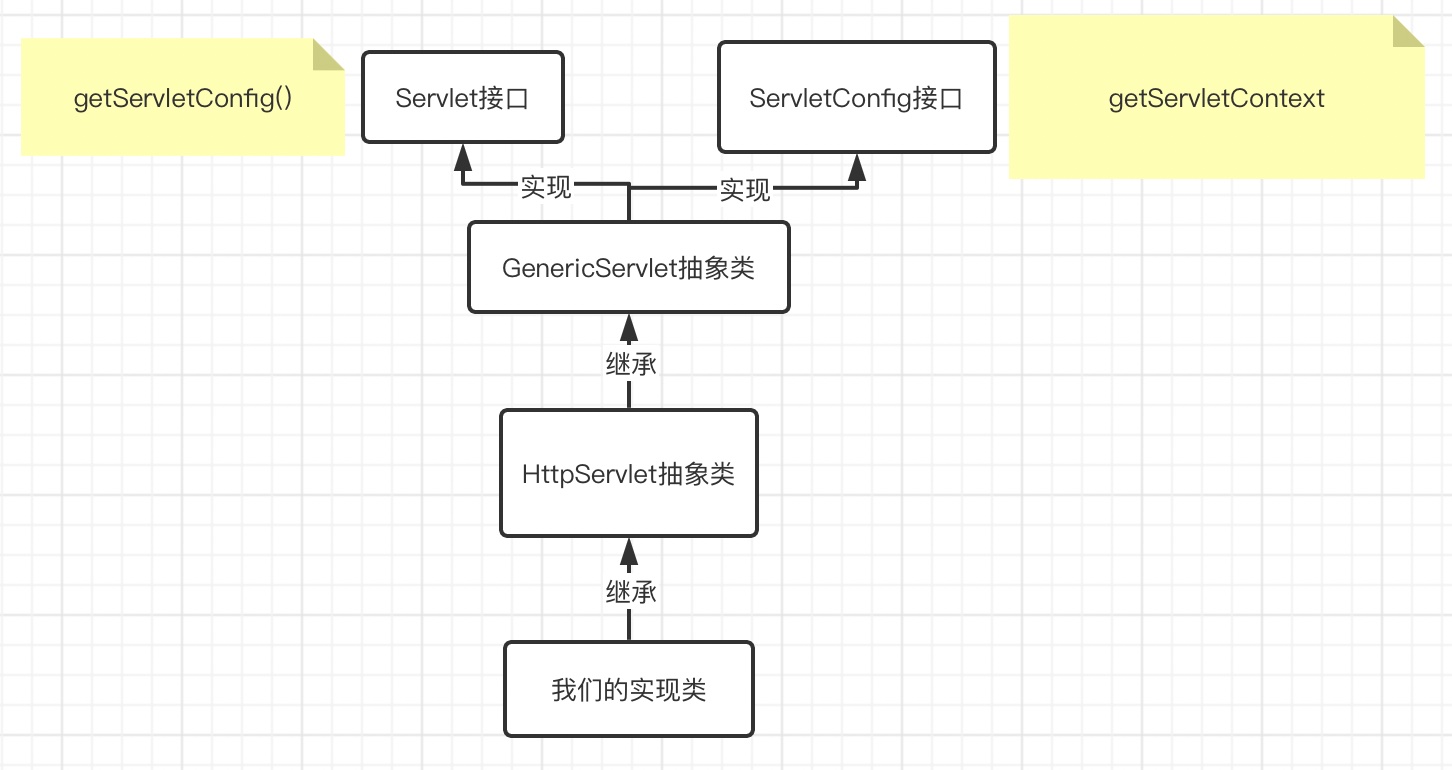 getServletConfig()
Servlet接口
ServletConfig接口
getServletContext
实现
实现
GenericServlet抽象类
继承
HttpServlet抽象类
继承
我们的实现类